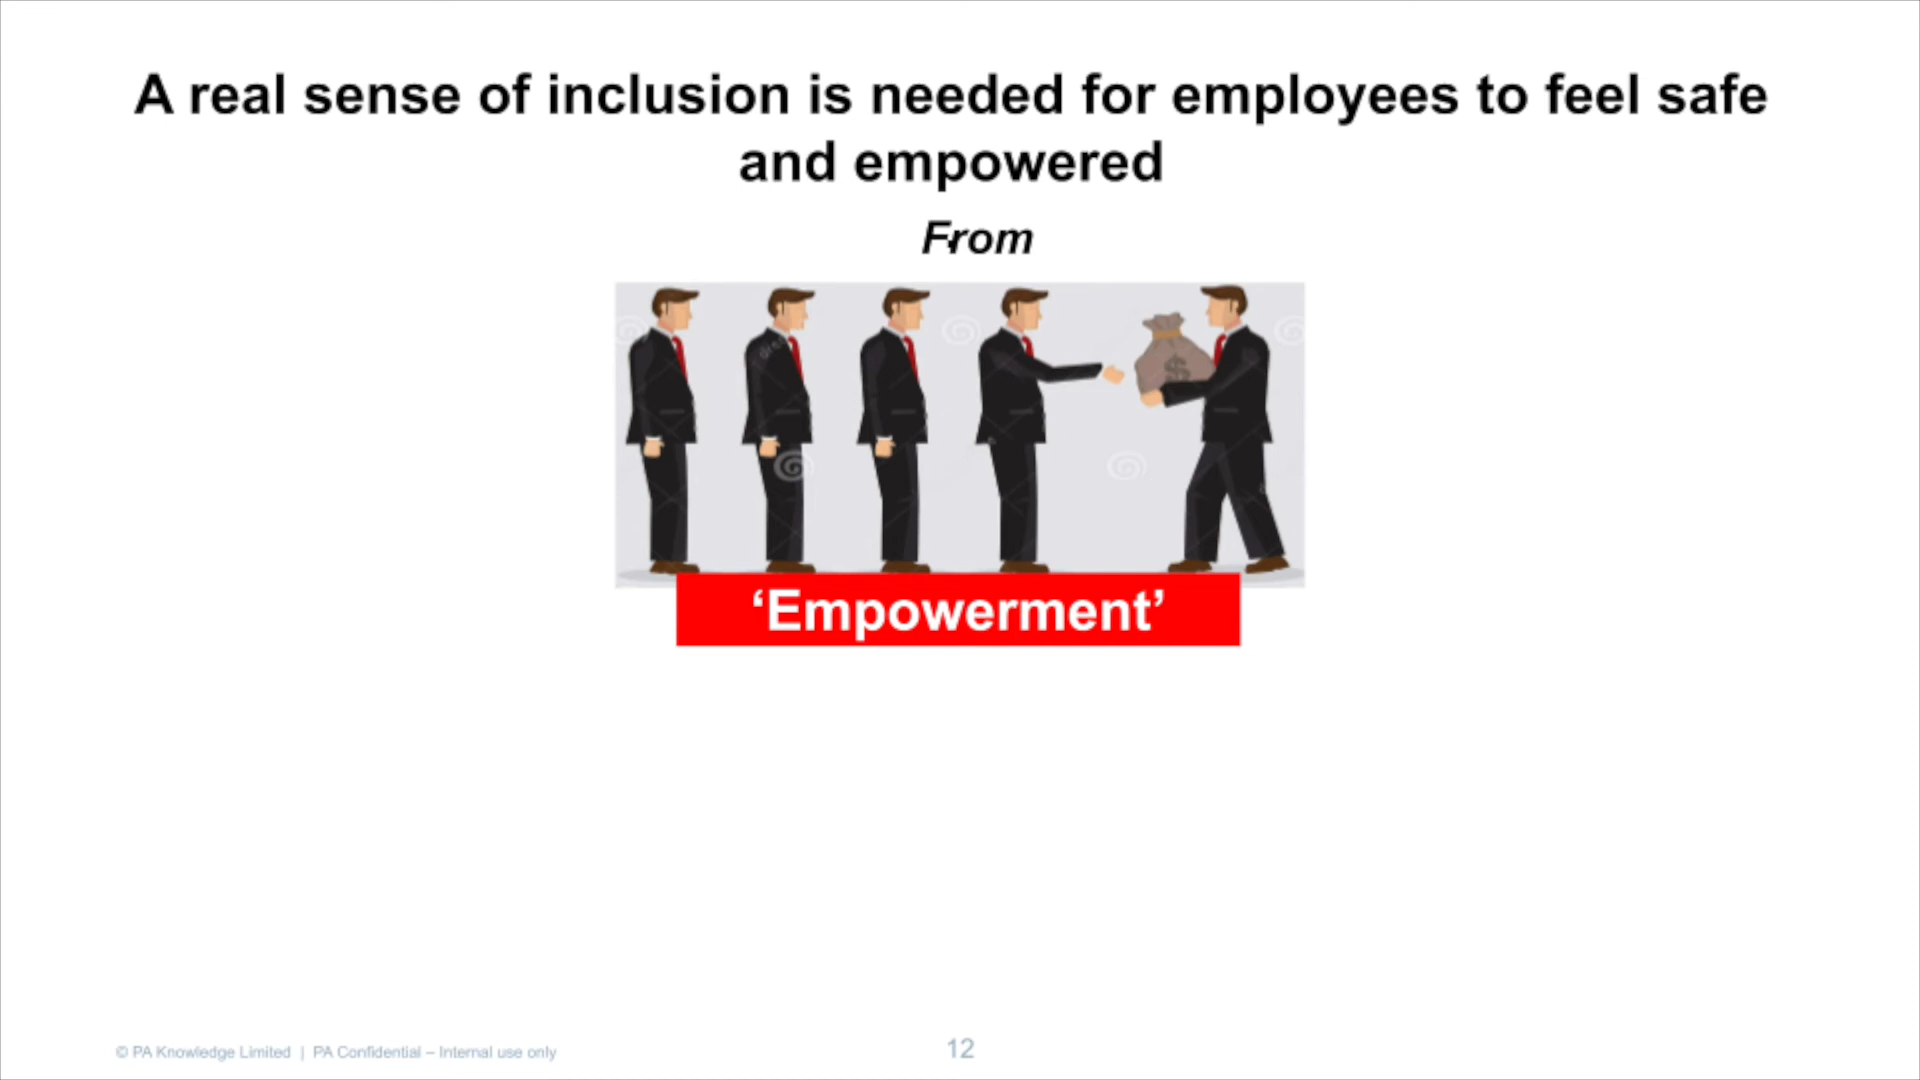 A real sense of inclusion is needed for employees to feel safe
and empowered
From
$
‘Empowerment’
© PA Knowledge Limited | PA Confidential – Internal use only
12